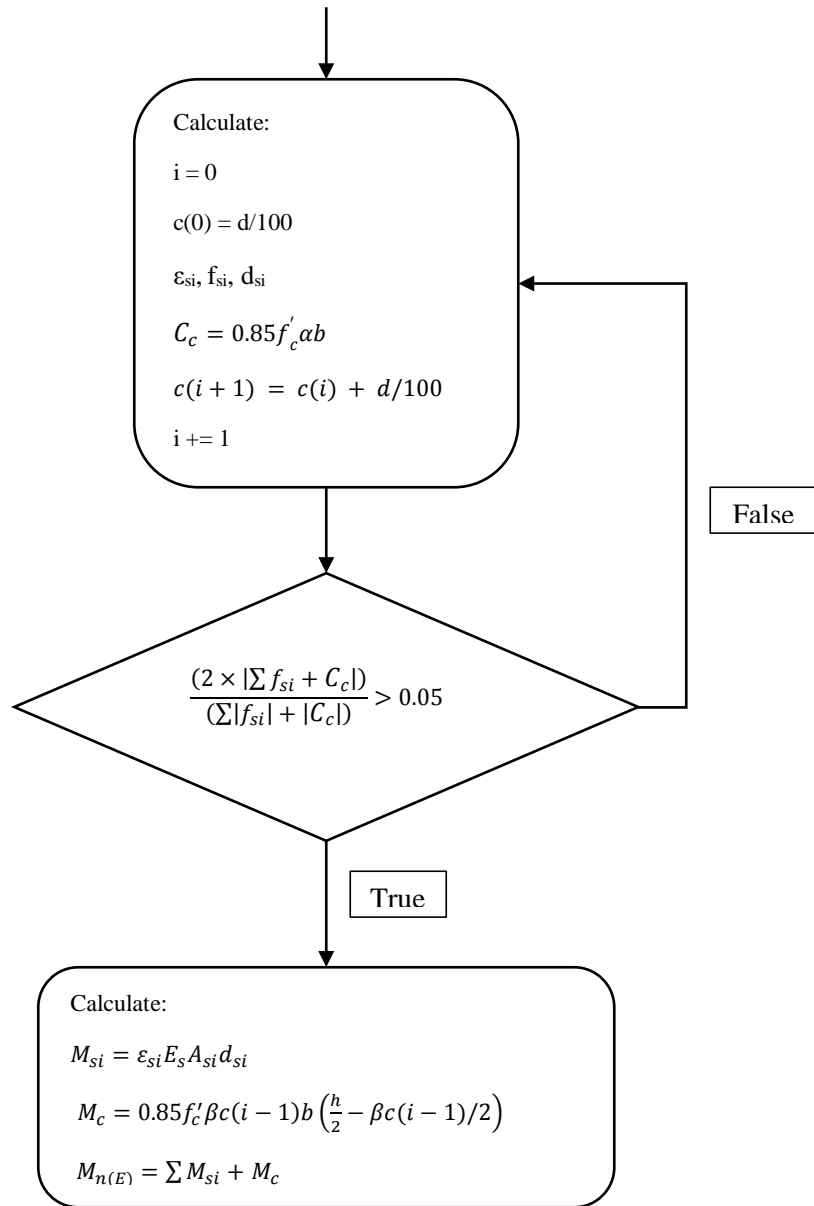 Calculate:
i = 0
c(0) = d/100
εsi, fsi, dsi
C_c = 0.85f'_c αb
c(i + 1) = c(i) + d/100
i += 1
False
(2 × |∑ f_si + C_c|) / (∑|f_si| + |C_c|) > 0.05
True
Calculate:
M_si = ε_si E_s A_si d_si
M_c = 0.85f'_c βc(i − 1)b (h/2 − βc(i − 1)/2)
M_n(E) = ∑ M_si + M_c